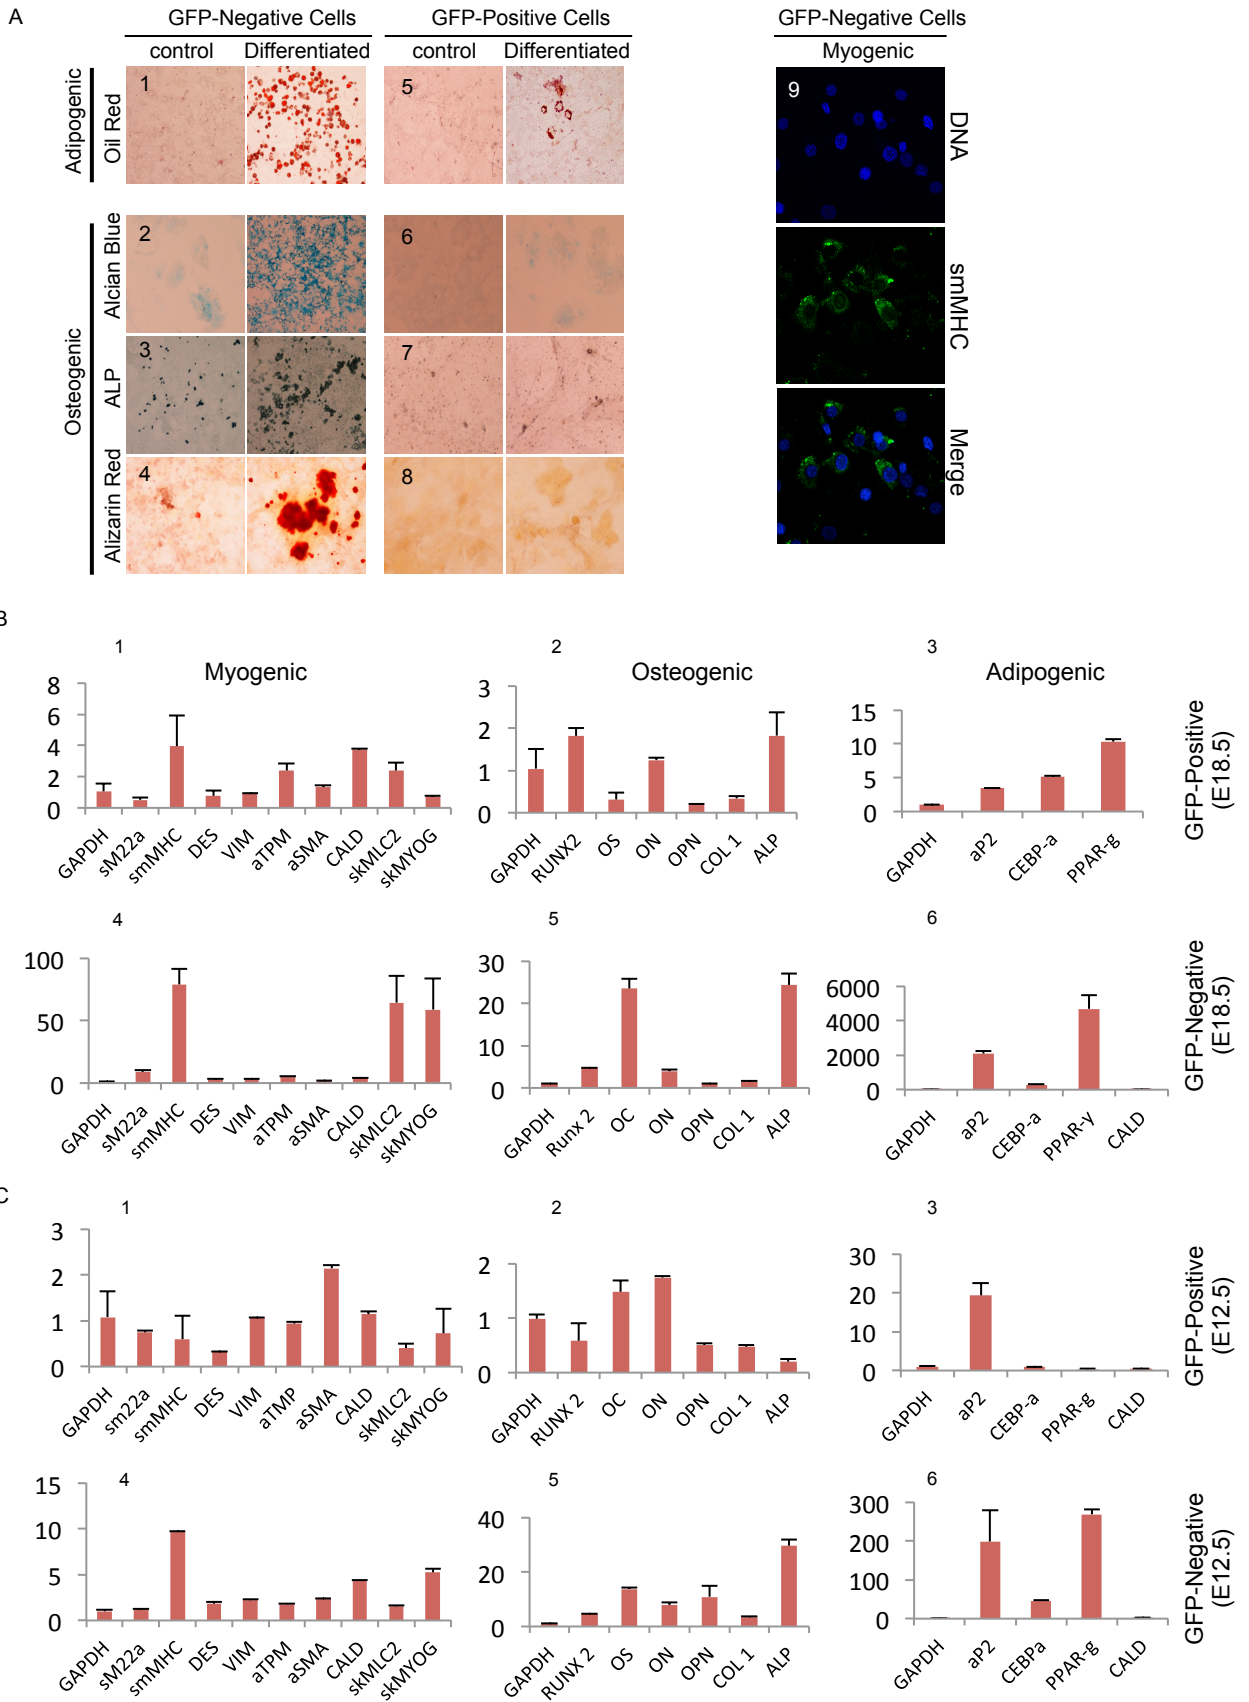 A
GFP-Negative Cells
GFP-Positive Cells
GFP-Negative Cells
control
Differentiated
control
Differentiated
Myogenic
Adipogenic
Oil Red
1
5
9
DNA
Osteogenic
Alcian Blue
2
6
smMHC
ALP
3
7
Merge
Alizarin Red
4
8
B
1
Myogenic
8
6
4
2
0
GAPDH
sM22a
smMHC
DES
VIM
aTPM
aSMA
CALD
skMLC2
skMYOG
2
Osteogenic
3
2
1
0
GAPDH
RUNX2
OS
ON
OPN
COL 1
ALP
3
Adipogenic
15
10
5
0
GAPDH
aP2
CEBP-a
PPAR-g
GFP-Positive
(E18.5)
4
100
50
0
GAPDH
sM22a
smMHC
DES
VIM
aTPM
aSMA
CALD
skMLC2
skMYOG
5
30
20
10
0
GAPDH
Runx 2
OC
ON
OPN
COL 1
ALP
6
6000
4000
2000
0
GAPDH
aP2
CEBP-a
PPAR-γ
CALD
GFP-Negative
(E18.5)
C
1
3
2
1
0
GAPDH
sm22a
smMHC
DES
VIM
aTMP
aSMA
CALD
skMLC2
skMYOG
2
2
1
0
GAPDH
RUNX 2
OC
ON
OPN
COL 1
ALP
3
30
20
10
0
GAPDH
aP2
CEBP-a
PPAR-g
CALD
GFP-Positive
(E12.5)
4
15
10
5
0
GAPDH
sM22a
smMHC
DES
VIM
aTPM
aSMA
CALD
skMLC2
skMYOG
5
40
20
0
GAPDH
RUNX 2
OS
ON
OPN
COL 1
ALP
6
300
200
100
0
GAPDH
aP2
CEBPa
PPAR-g
CALD
GFP-Negative
(E12.5)